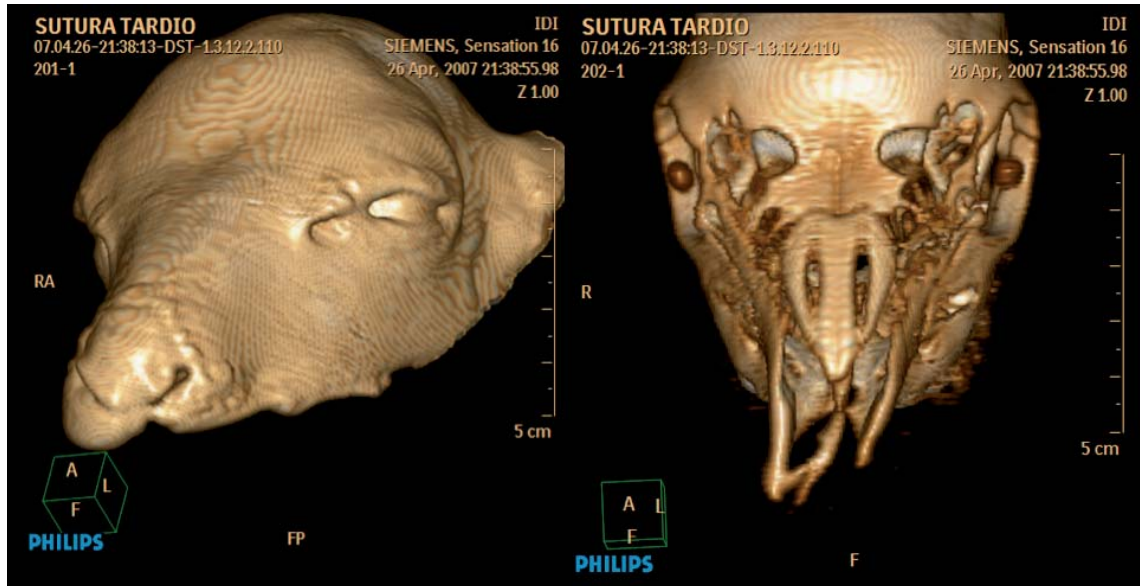 SUTURA TARDIO
07.04.26-21:38:13-DST-1.3.12.2.110
201-1
IDI
SIEMENS, Sensation 16
26 Apr, 2007 21:38:55.98
Z 1.00
RA
5 cm
A
L
F
PHILIPS
FP
SUTURA TARDIO
07.04.26-21:38:13-DST-1.3.12.2.110
202-1
IDI
SIEMENS, Sensation 16
26 Apr, 2007 21:38:55.98
Z 1.00
R
5 cm
A
L
F
PHILIPS
F